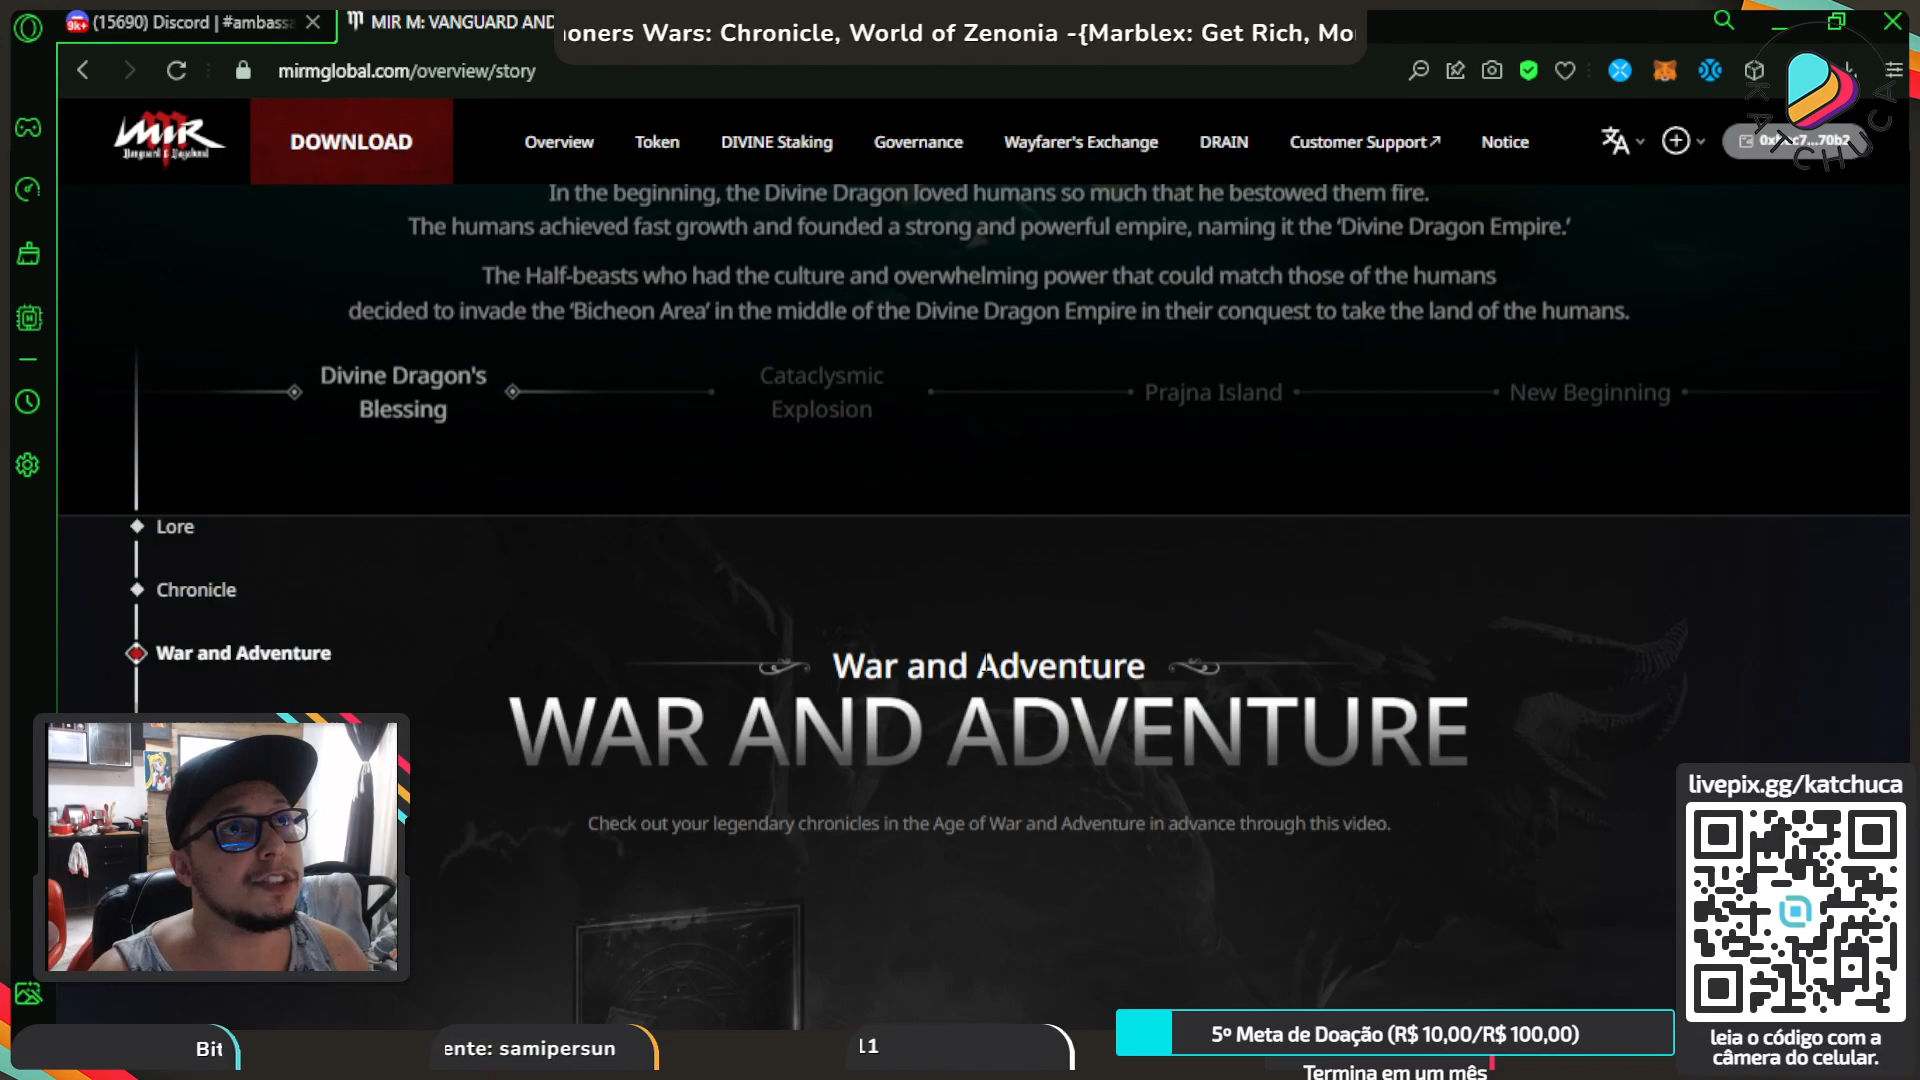 (15690) Discord | #ambass
MIR M: VANGUARD AND
oners Wars: Chronicle, World of Zenonia -{Marblex: Get Rich, Mo
mirmglobal.com/overview/story
MIR
DOWNLOAD
Overview
Token
DIVINE Staking
Governance
Wayfarer's Exchange
DRAIN
Customer Support
Notice
KATCHUCA
In the beginning, the Divine Dragon loved humans so much that he bestowed them fire.
The humans achieved fast growth and founded a strong and powerful empire, naming it the ‘Divine Dragon Empire.’
The Half-beasts who had the culture and overwhelming power that could match those of the humans
decided to invade the ‘Bicheon Area’ in the middle of the Divine Dragon Empire in their conquest to take the land of the humans.
Divine Dragon's
Blessing
Cataclysmic
Explosion
Prajna Island
New Beginning
Lore
Chronicle
War and Adventure
War and Adventure
WAR AND ADVENTURE
Check out your legendary chronicles in the Age of War and Adventure in advance through this video.
livepix.gg/katchuca
leia o código com a
câmera do celular.
Bit
ente: samipersun
11
5º Meta de Doação (R$ 10,00/R$ 100,00)
Termina em um mês